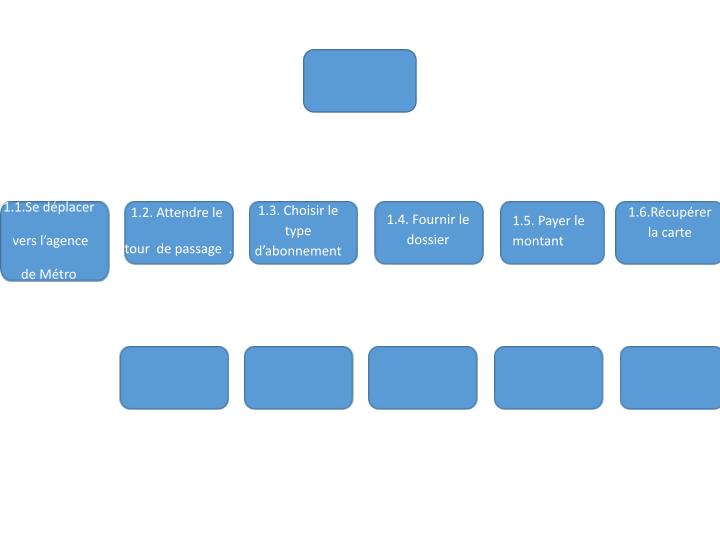 1.1.Se déplacer
vers l’agence
de Métro
1.2. Attendre le
tour  de passage  .
1.3. Choisir le
type
d’abonnement
1.4. Fournir le
dossier
1.5. Payer le
montant
1.6.Récupérer
la carte